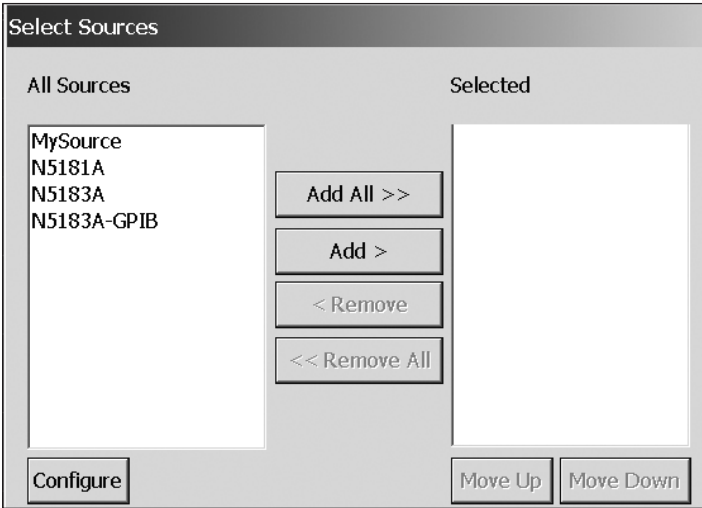 Select Sources
All Sources
Selected
MySource
N5181A
N5183A
N5183A-GPIB
Add All >>
Add >
< Remove
<< Remove All
Configure
Move Up
Move Down